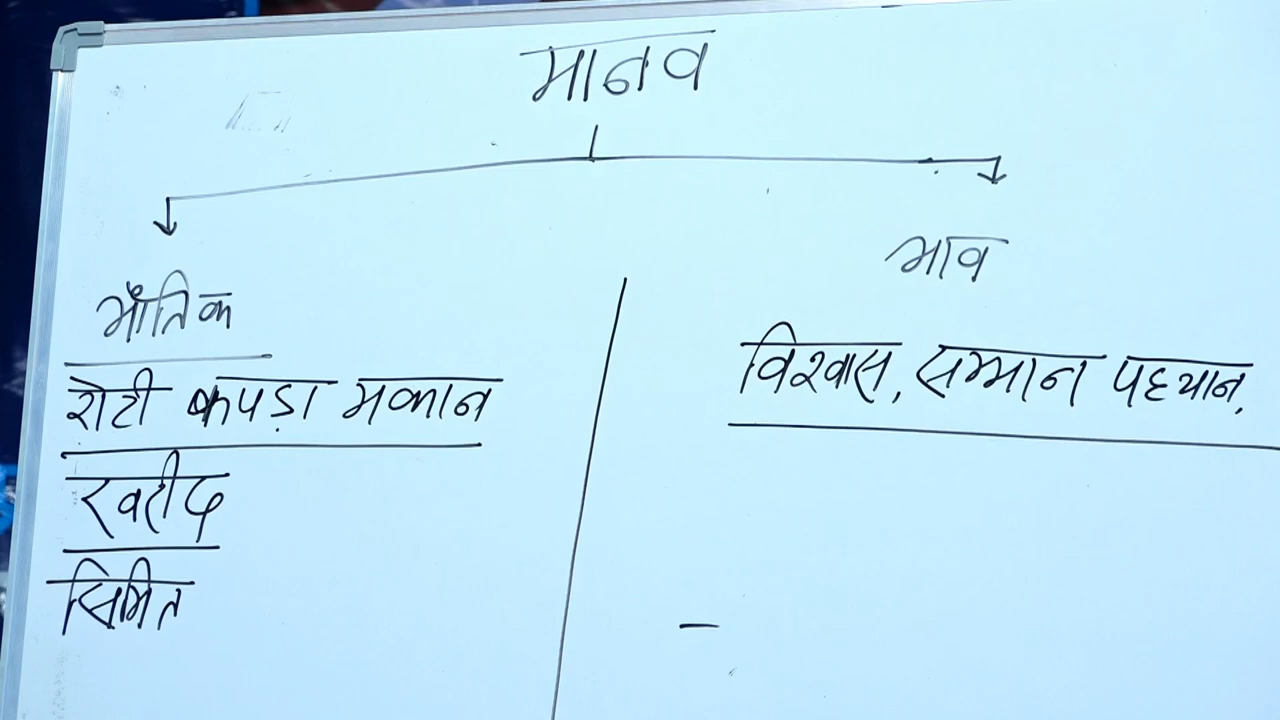 मानव
भौतिक
भाव
रोटी कपड़ा मकान
विश्वास, सम्मान पहचान,
खरीद
सिमित